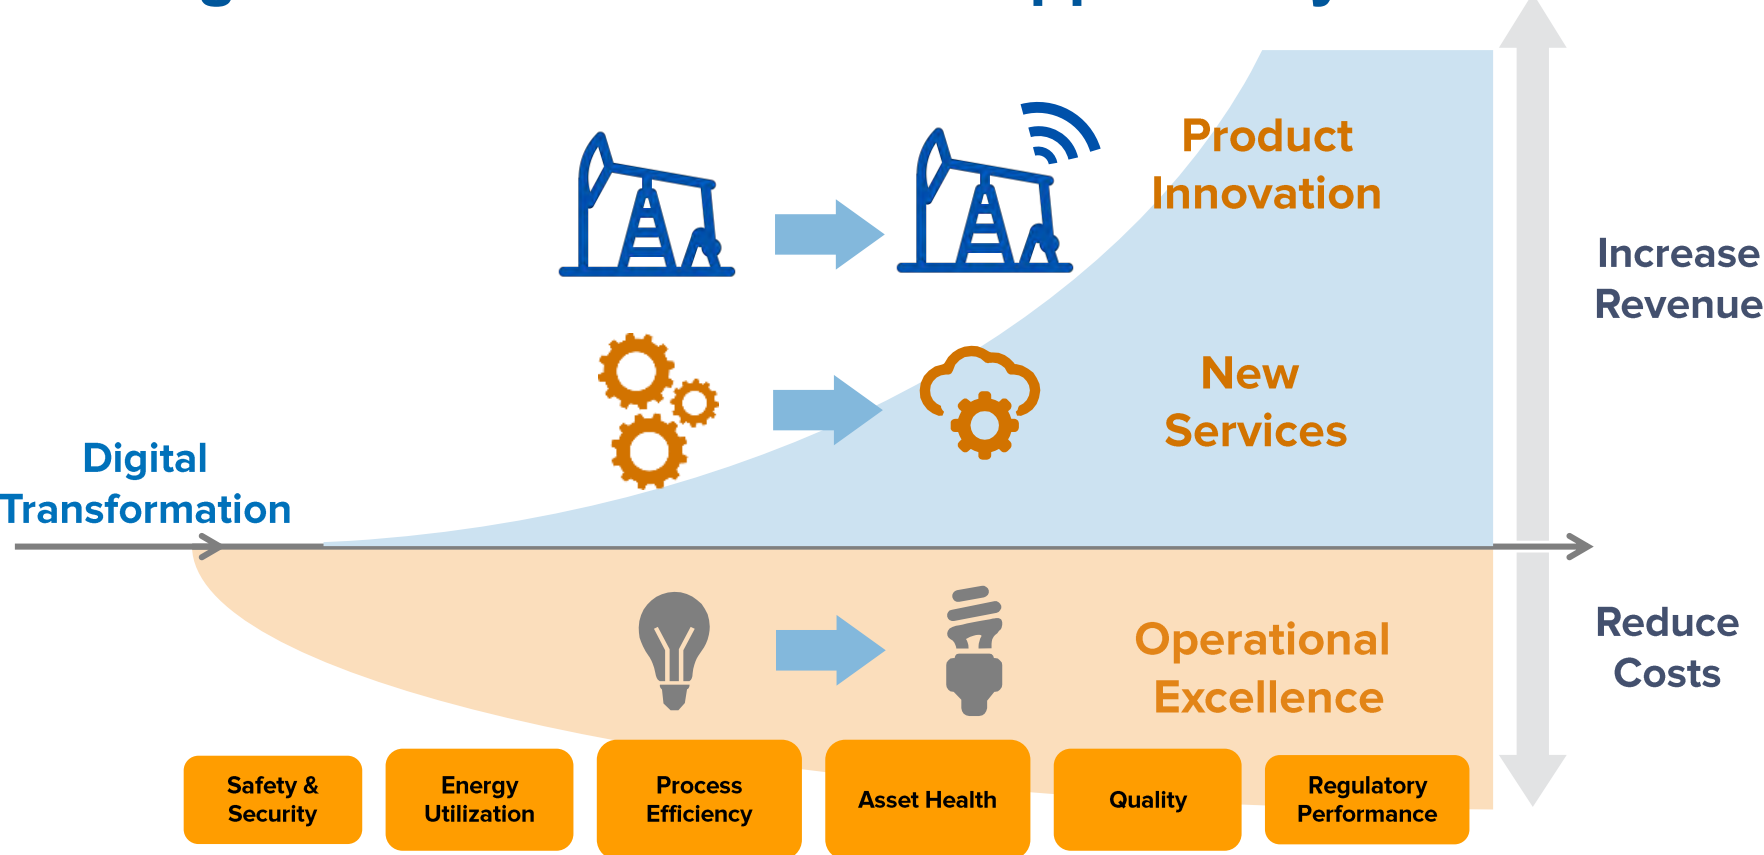 Product
Innovation
Increase
Revenue
New
Services
Digital
Transformation
Operational
Excellence
Reduce
Costs
Safety &
Security
Energy
Utilization
Process
Efficiency
Asset Health
Quality
Regulatory
Performance